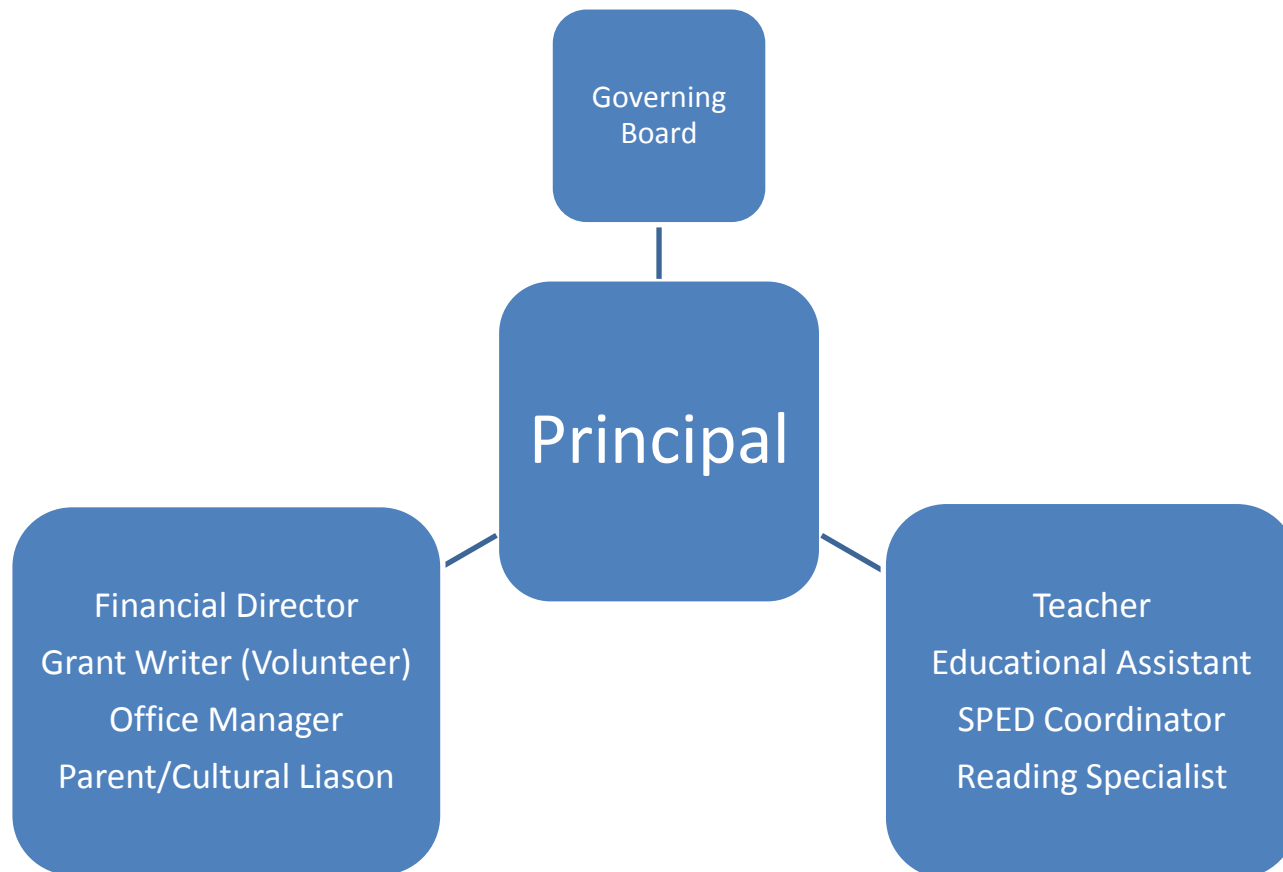 Governing
Board
Principal
Financial Director
Grant Writer (Volunteer)
Office Manager
Parent/Cultural Liason
Teacher
Educational Assistant
SPED Coordinator
Reading Specialist